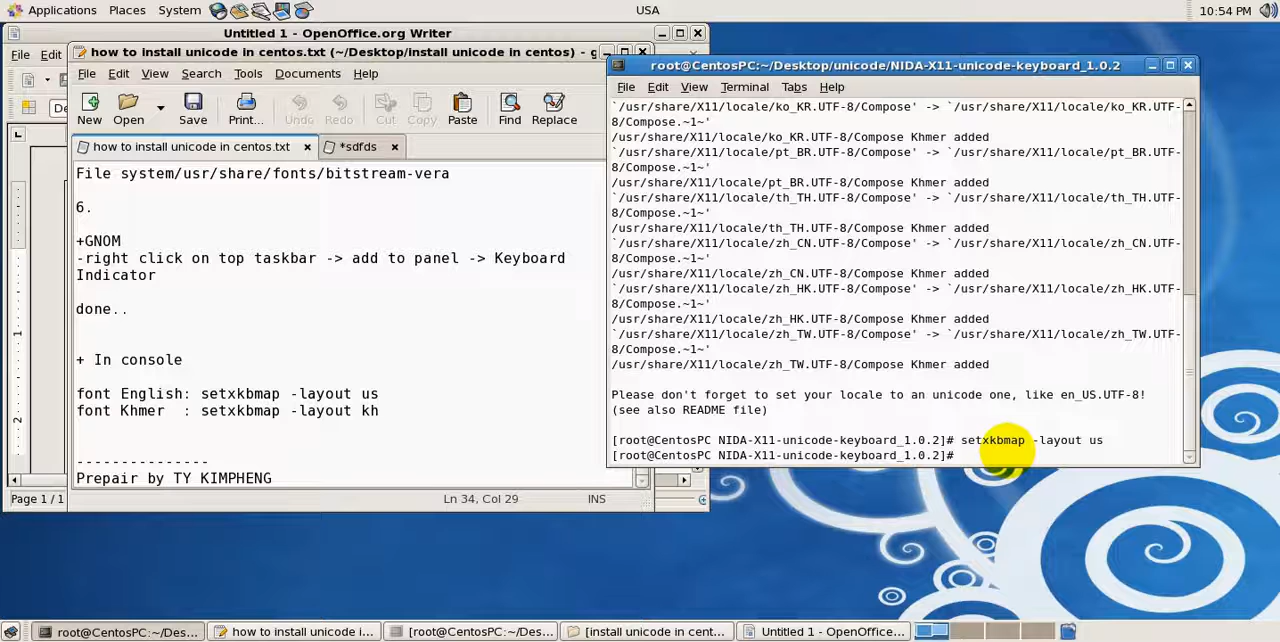 Applications Places System USA 10:54 PM
Untitled 1 - OpenOffice.org Writer
File Edit
how to install unicode in centos.txt (~/Desktop/install unicode in centos) - g
File Edit View Search Tools Documents Help
New Open Save Print... Undo Redo Cut Copy Paste Find Replace
how to install unicode in centos.txt *sdfds
File system/usr/share/fonts/bitstream-vera
6.
+GNOM
-right click on top taskbar -> add to panel -> Keyboard
Indicator
done..
+ In console
font English: setxkbmap -layout us
font Khmer : setxkbmap -layout kh
---------------
Prepair by TY KIMPHENG
Ln 34, Col 29 INS
Page 1 / 1
De
1
2
root@CentosPC:~/Desktop/unicode/NIDA-X11-unicode-keyboard_1.0.2
File Edit View Terminal Tabs Help
`/usr/share/X11/locale/ko_KR.UTF-8/Compose' -> `/usr/share/X11/locale/ko_KR.UTF-
8/Compose.~1~'
/usr/share/X11/locale/ko_KR.UTF-8/Compose Khmer added
`/usr/share/X11/locale/pt_BR.UTF-8/Compose' -> `/usr/share/X11/locale/pt_BR.UTF-
8/Compose.~1~'
/usr/share/X11/locale/pt_BR.UTF-8/Compose Khmer added
`/usr/share/X11/locale/th_TH.UTF-8/Compose' -> `/usr/share/X11/locale/th_TH.UTF-
8/Compose.~1~'
/usr/share/X11/locale/th_TH.UTF-8/Compose Khmer added
`/usr/share/X11/locale/zh_CN.UTF-8/Compose' -> `/usr/share/X11/locale/zh_CN.UTF-
8/Compose.~1~'
/usr/share/X11/locale/zh_CN.UTF-8/Compose Khmer added
`/usr/share/X11/locale/zh_HK.UTF-8/Compose' -> `/usr/share/X11/locale/zh_HK.UTF-
8/Compose.~1~'
/usr/share/X11/locale/zh_HK.UTF-8/Compose Khmer added
`/usr/share/X11/locale/zh_TW.UTF-8/Compose' -> `/usr/share/X11/locale/zh_TW.UTF-
8/Compose.~1~'
/usr/share/X11/locale/zh_TW.UTF-8/Compose Khmer added
Please don't forget to set your locale to an unicode one, like en_US.UTF-8!
(see also README file)
[root@CentosPC NIDA-X11-unicode-keyboard_1.0.2]# setxkbmap -layout us
[root@CentosPC NIDA-X11-unicode-keyboard_1.0.2]#
root@CentosPC:~/Des... how to install unicode i... [root@CentosPC:~/Des... [install unicode in cent... Untitled 1 - OpenOffice...